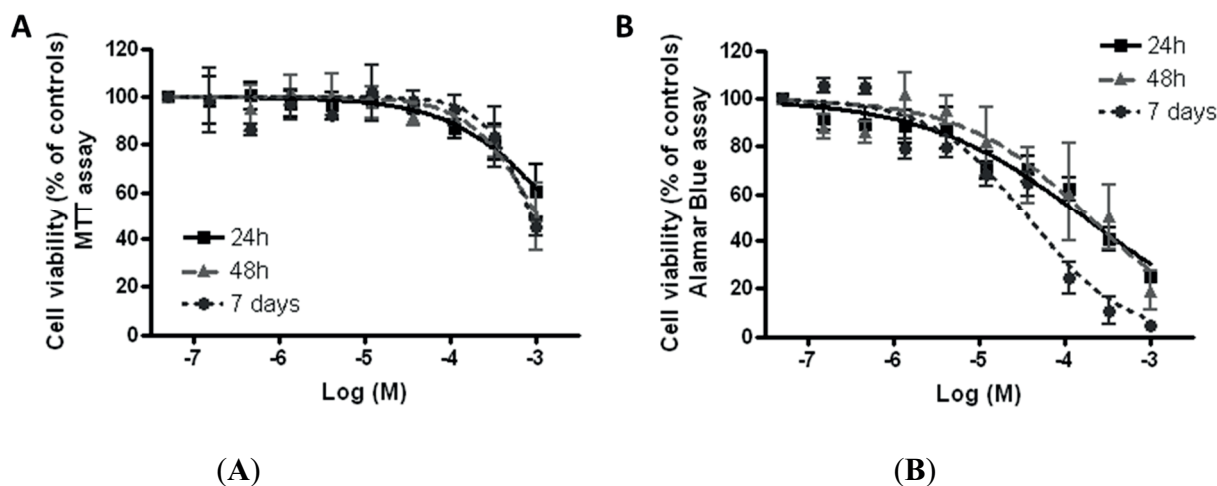 A
Cell viability (% of controls)
MTT assay
120
100
80
60
40
20
0
24h
48h
7 days
-7
-6
-5
-4
-3
Log (M)
(A)
B
Cell viability (% of controls)
Alamar Blue assay
120
100
80
60
40
20
0
24h
48h
7 days
-7
-6
-5
-4
-3
Log (M)
(B)